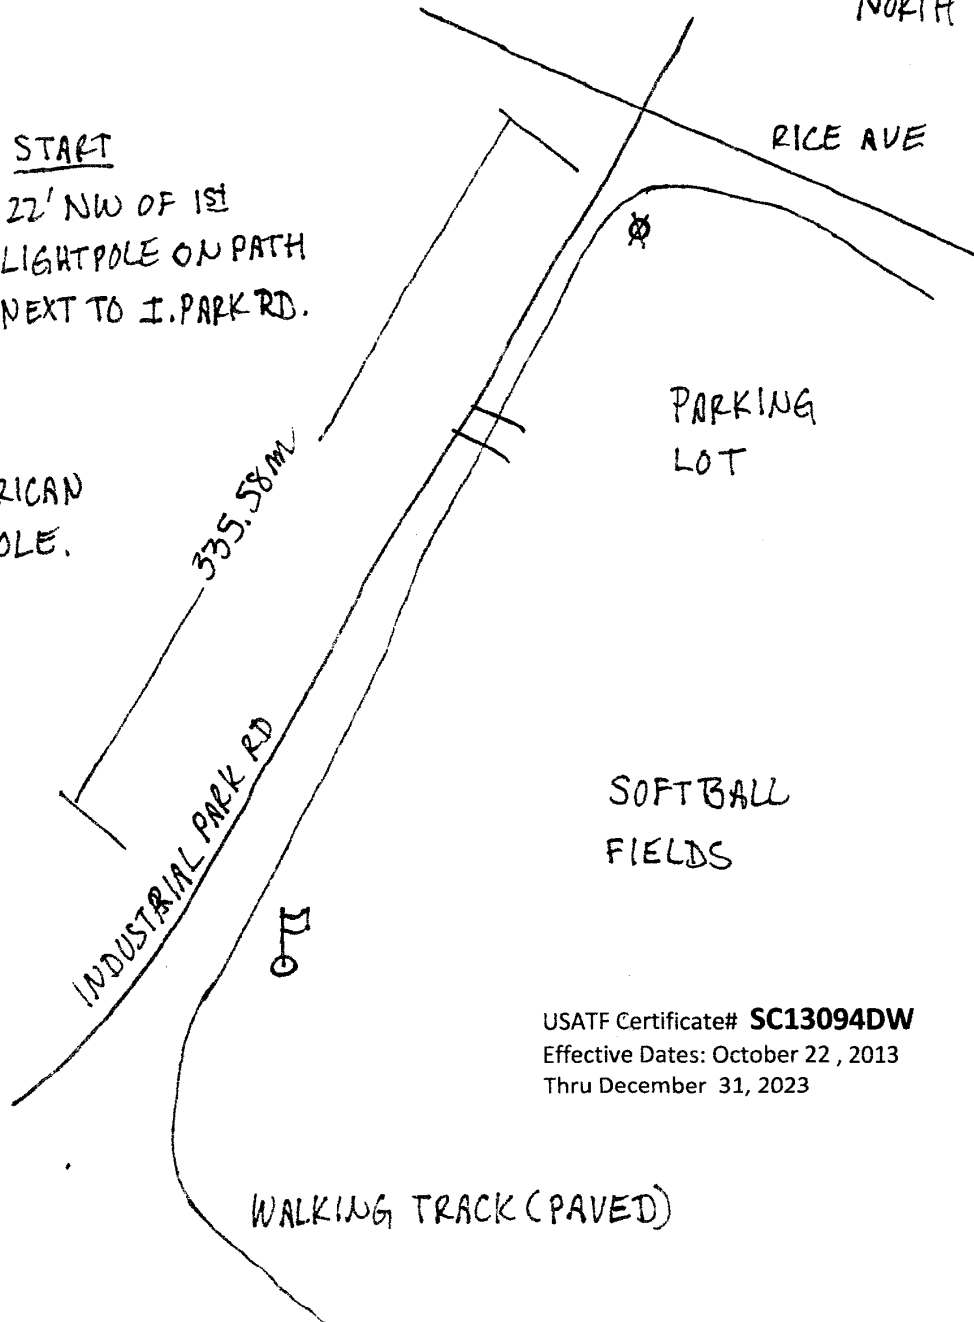 NORTH
RICE AVE
START
22' NW OF 1st
LIGHTPOLE ON PATH
NEXT TO I.PARK RD.
PARKING
LOT
RICAN
OLE.
335.58m
INDUSTRIAL PARK RD
SOFTBALL
FIELDS
USATF Certificate# SC13094DW
Effective Dates: October 22 , 2013
Thru December 31, 2023
WALKING TRACK (PAVED)